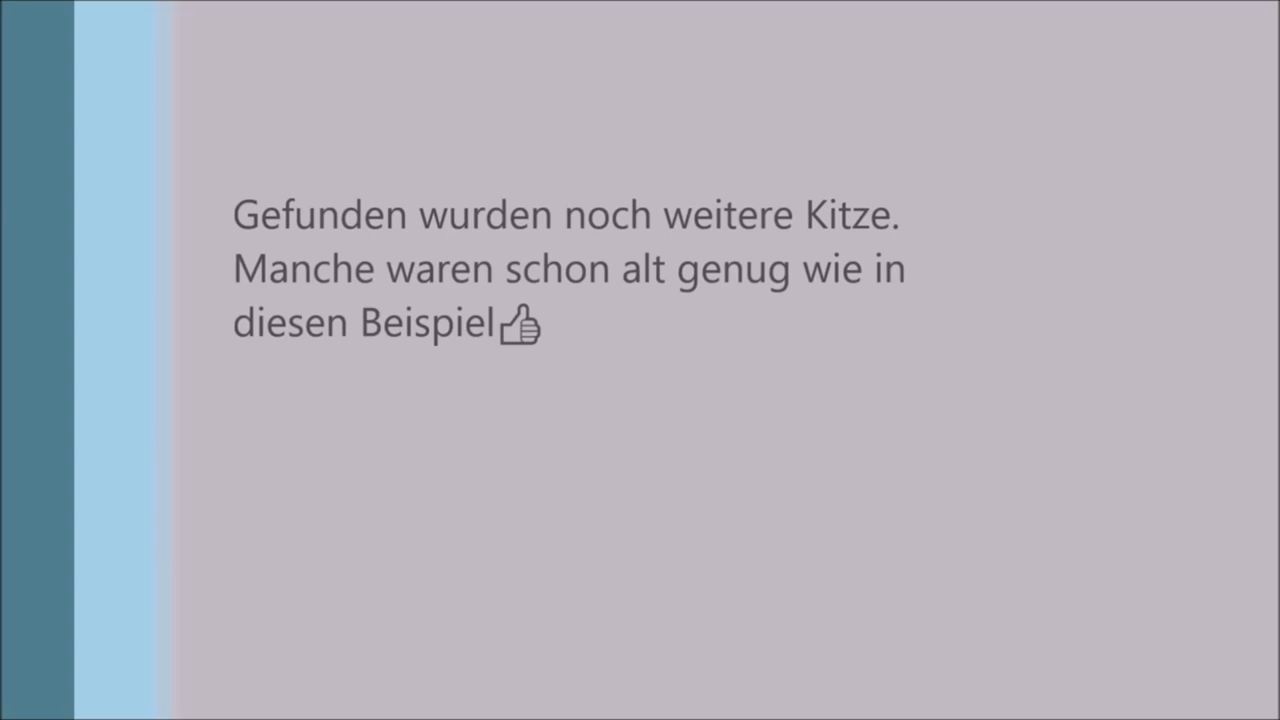 Gefunden wurden noch weitere Kitze.
Manche waren schon alt genug wie in
diesen Beispiel👍